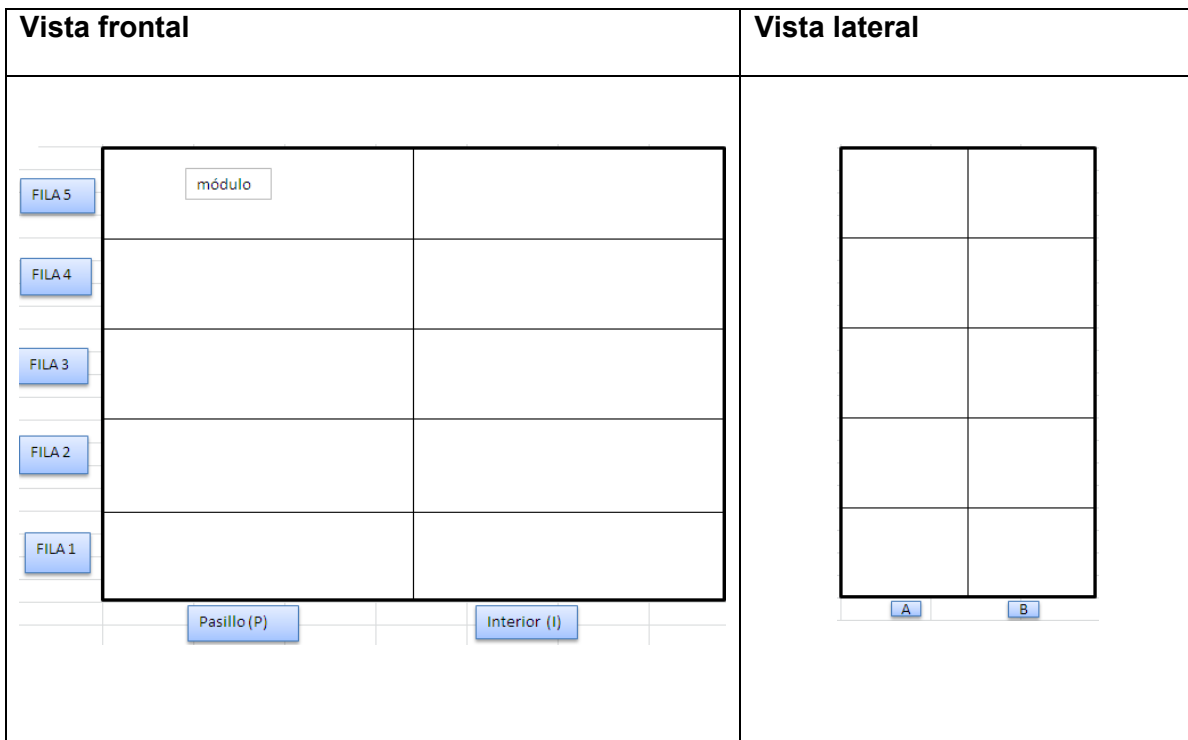 Vista frontal
Vista lateral
FILA 5
módulo
FILA 4
FILA 3
FILA 2
FILA 1
Pasillo (P)
Interior (I)
A
B